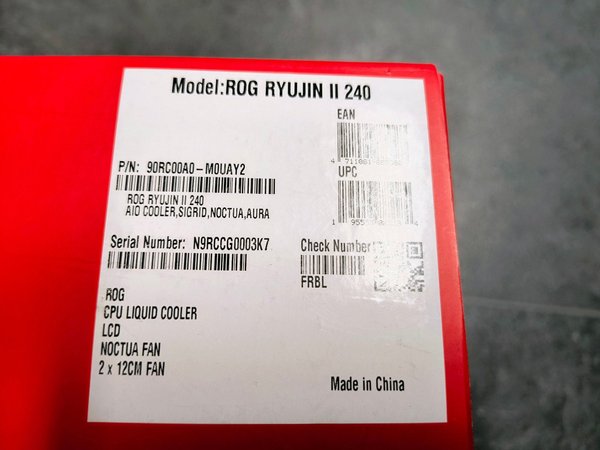 Model:ROG RYUJIN II 240
EAN
UPC
P/N: 90RC00A0-M0UAY2
ROG RYUJIN II 240
AIO COOLER,SIGRID,NOCTUA,AURA
Serial Number: N9RCCG0003K7
Check Number
FRBL
ROG
CPU LIQUID COOLER
LCD
NOCTUA FAN
2 x 12CM FAN
Made in China